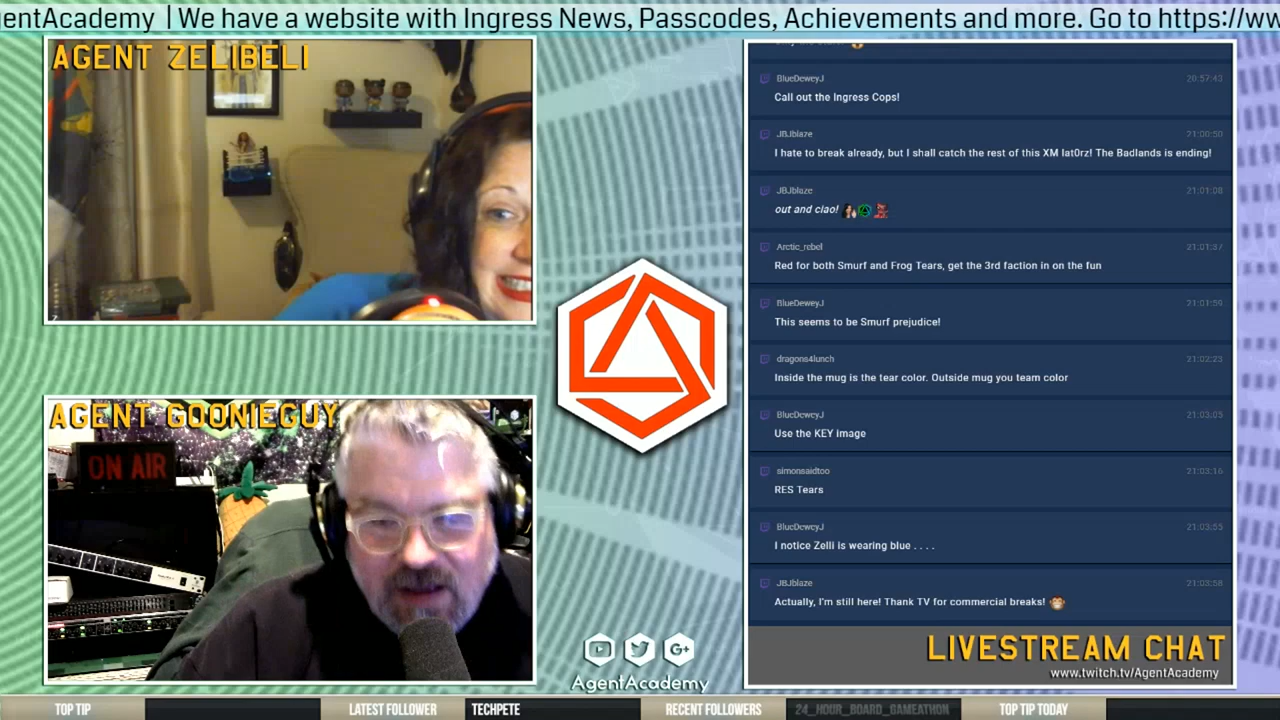 entAcademy | We have a website with Ingress News, Passcodes, Achievements and more. Go to https://ww
AGENT ZELIBELI
AGENT GOONIEGUY
ON AIR
AgentAcademy
BlueDeweyJ 20:57:43
Call out the Ingress Cops!
JBJblaze 21:00:50
I hate to break already, but I shall catch the rest of this XM lat0rz! The Badlands is ending!
JBJblaze 21:01:08
out and ciao!
Arctic_rebel 21:01:37
Red for both Smurf and Frog Tears, get the 3rd faction in on the fun
BlueDeweyJ 21:01:59
This seems to be Smurf prejudice!
dragons4lunch 21:02:23
Inside the mug is the tear color. Outside mug you team color
BlueDeweyJ 21:03:05
Use the KEY image
simonsaidtoo 21:03:16
RES Tears
BlueDeweyJ 21:03:55
I notice Zelli is wearing blue . . . .
JBJblaze 21:03:58
Actually, I'm still here! Thank TV for commercial breaks!
LIVESTREAM CHAT
www.twitch.tv/AgentAcademy
TOP TIP LATEST FOLLOWER TECHPETE RECENT FOLLOWERS 24_HOUR_BOARD_GAMEATHON TOP TIP TODAY